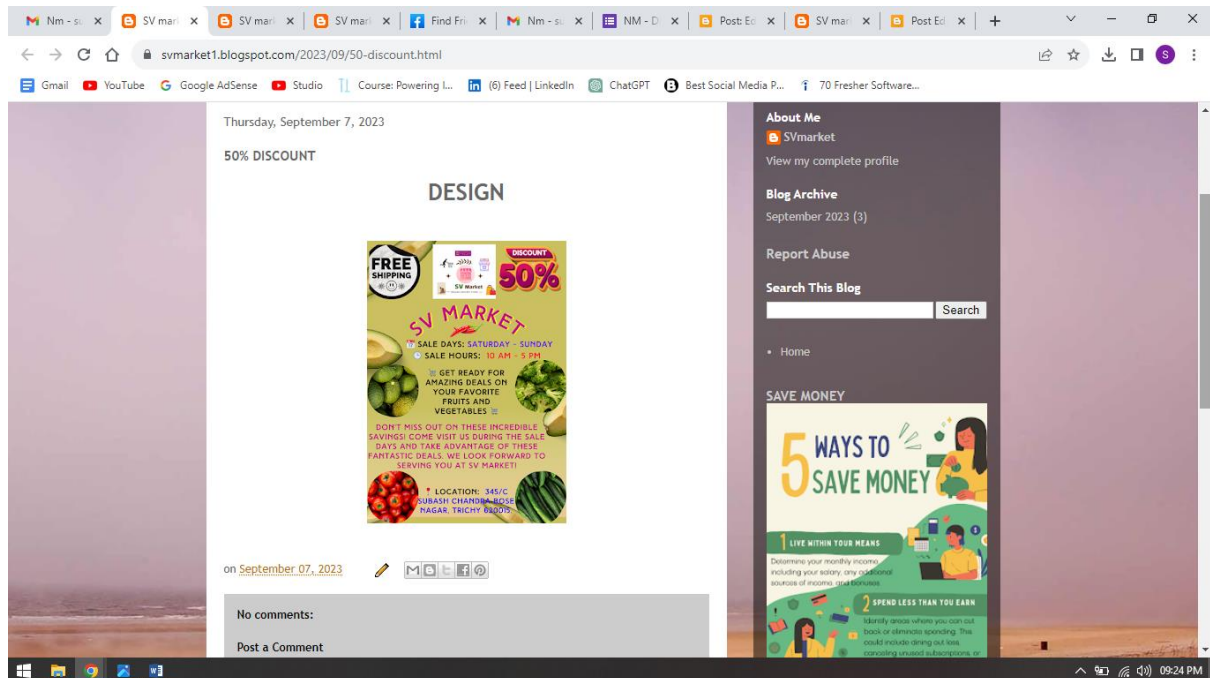 Nm - su
SV mark
SV mark
SV mark
Find Frie
Nm - su
NM - D
Post: Ed
SV mark
Post Ed
svmarket1.blogspot.com/2023/09/50-discount.html
S
Gmail
YouTube
Google AdSense
Studio
Course: Powering I...
(6) Feed | LinkedIn
ChatGPT
Best Social Media P...
70 Fresher Software...
Thursday, September 7, 2023
50% DISCOUNT
DESIGN
FREE
SHIPPING
SV Market
DISCOUNT
50%
SV MARKET
SALE DAYS: SATURDAY - SUNDAY
SALE HOURS: 10 AM - 5 PM
GET READY FOR
AMAZING DEALS ON
YOUR FAVORITE
FRUITS AND
VEGETABLES
DON'T MISS OUT ON THESE INCREDIBLE
SAVINGS! COME VISIT US DURING THE SALE
DAYS AND TAKE ADVANTAGE OF THESE
FANTASTIC DEALS. WE LOOK FORWARD TO
SERVING YOU AT SV MARKET!
LOCATION: 345/C
SUBASH CHANDRA BOSE
NAGAR, TRICHY 620015.
on September 07, 2023
No comments:
Post a Comment
About Me
SVmarket
View my complete profile
Blog Archive
September 2023 (3)
Report Abuse
Search This Blog
Search
Home
SAVE MONEY
5 WAYS TO
SAVE MONEY
1 LIVE WITHIN YOUR MEANS
Determine your monthly income,
including your salary, any additional
sources of income, and bonuses
2 SPEND LESS THAN YOU EARN
Identify areas where you can cut
back or eliminate spending. This
could include dining out less,
canceling unused subscriptions, or
09:24 PM